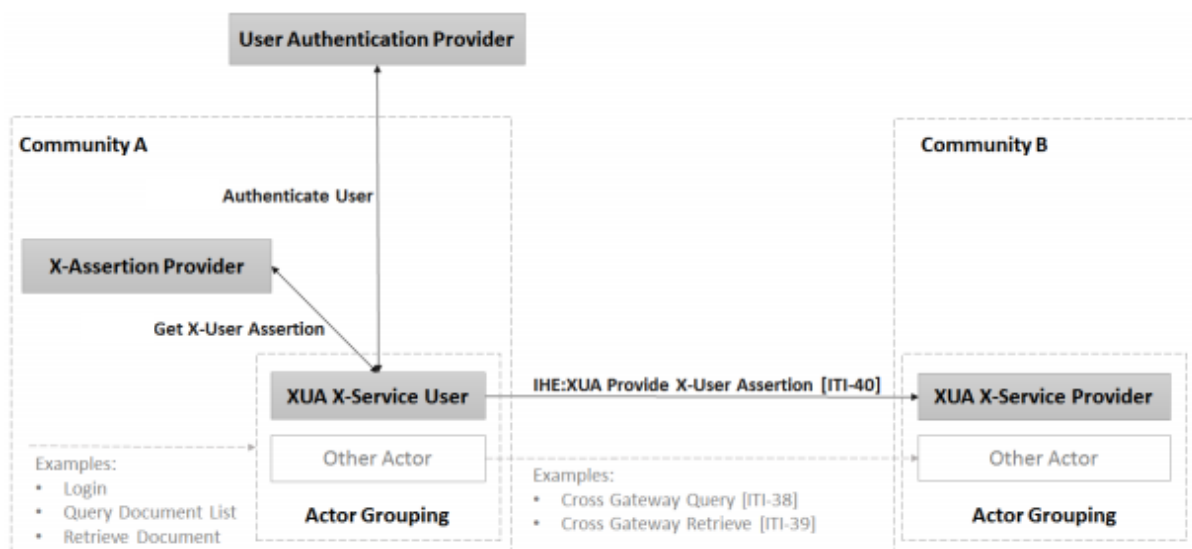 User Authentication Provider
Community A
Community B
Authenticate User
X-Assertion Provider
Get X-User Assertion
XUA X-Service User
IHE:XUA Provide X-User Assertion [ITI-40]
XUA X-Service Provider
Other Actor
Other Actor
Examples:
• Login
• Query Document List
• Retrieve Document
Actor Grouping
Examples:
• Cross Gateway Query [ITI-38]
• Cross Gateway Retrieve [ITI-39]
Actor Grouping